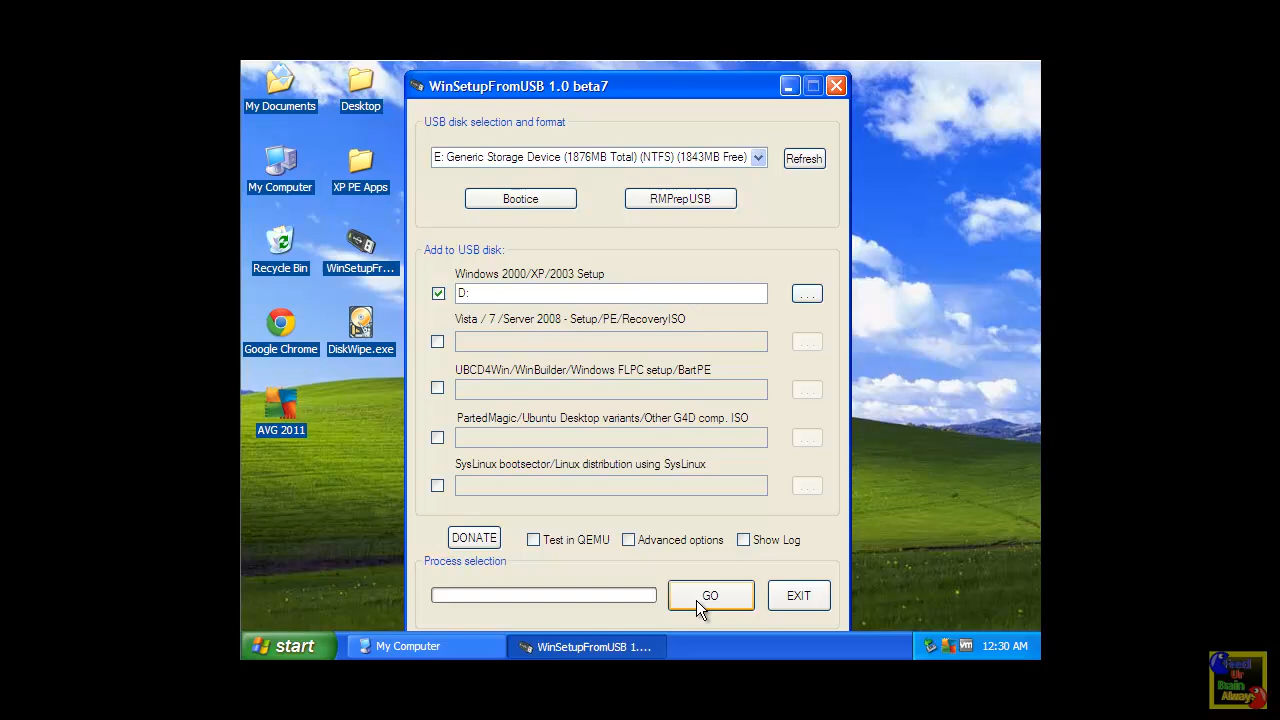 My Documents
Desktop
My Computer
XP PE Apps
Recycle Bin
WinSetupFr...
Google Chrome
DiskWipe.exe
AVG 2011
WinSetupFromUSB 1.0 beta7
USB disk selection and format
E: Generic Storage Device (1876MB Total) (NTFS) (1843MB Free)
Refresh
Bootice
RMPrepUSB
Add to USB disk:
Windows 2000/XP/2003 Setup
D:
...
Vista / 7 /Server 2008 - Setup/PE/RecoveryISO
...
UBCD4Win/WinBuilder/Windows FLPC setup/BartPE
...
PartedMagic/Ubuntu Desktop variants/Other G4D comp. ISO
...
SysLinux bootsector/Linux distribution using SysLinux
...
DONATE
Test in QEMU
Advanced options
Show Log
Process selection
GO
EXIT
start
My Computer
WinSetupFromUSB 1....
12:30 AM
Feed
Ur
Brain
Always